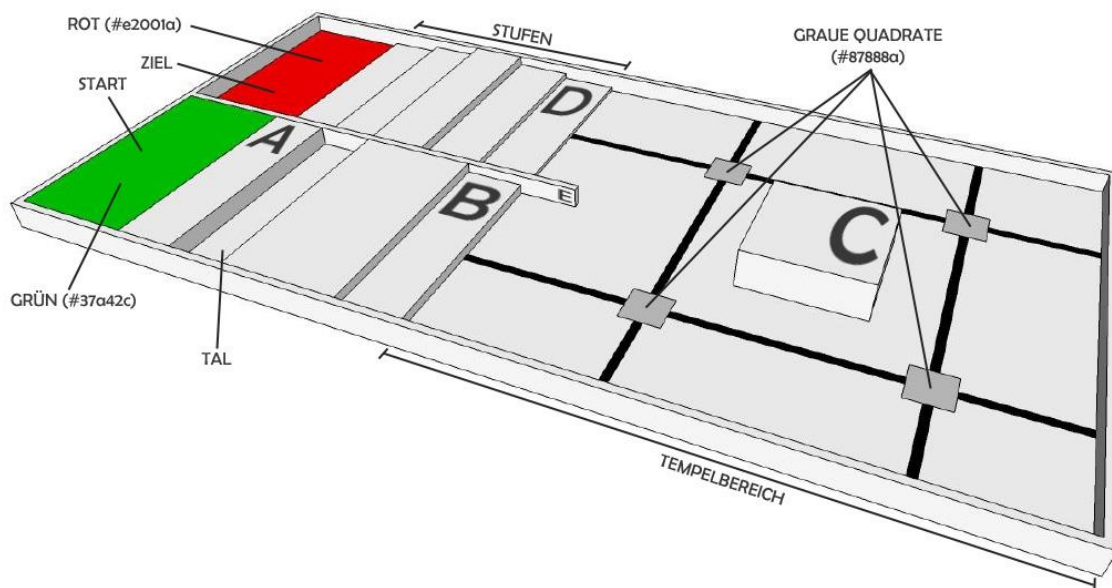 ROT (#e2001a)
ZIEL
START
STUFEN
GRAUE QUADRATE
(#87888a)
A
D
B
E
C
GRÜN (#37a42c)
TAL
TEMPELBEREICH